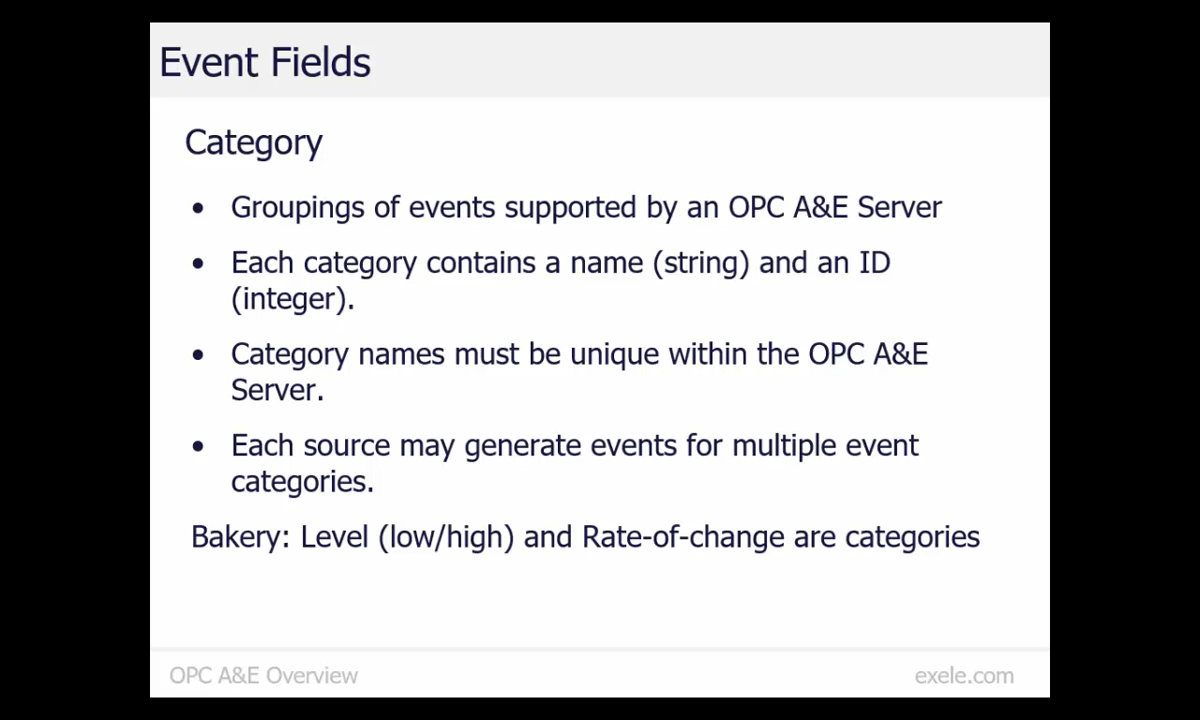 Event Fields
Category
• Groupings of events supported by an OPC A&E Server
• Each category contains a name (string) and an ID
(integer).
• Category names must be unique within the OPC A&E
Server.
• Each source may generate events for multiple event
categories.
Bakery: Level (low/high) and Rate-of-change are categories
OPC A&E Overview
exele.com